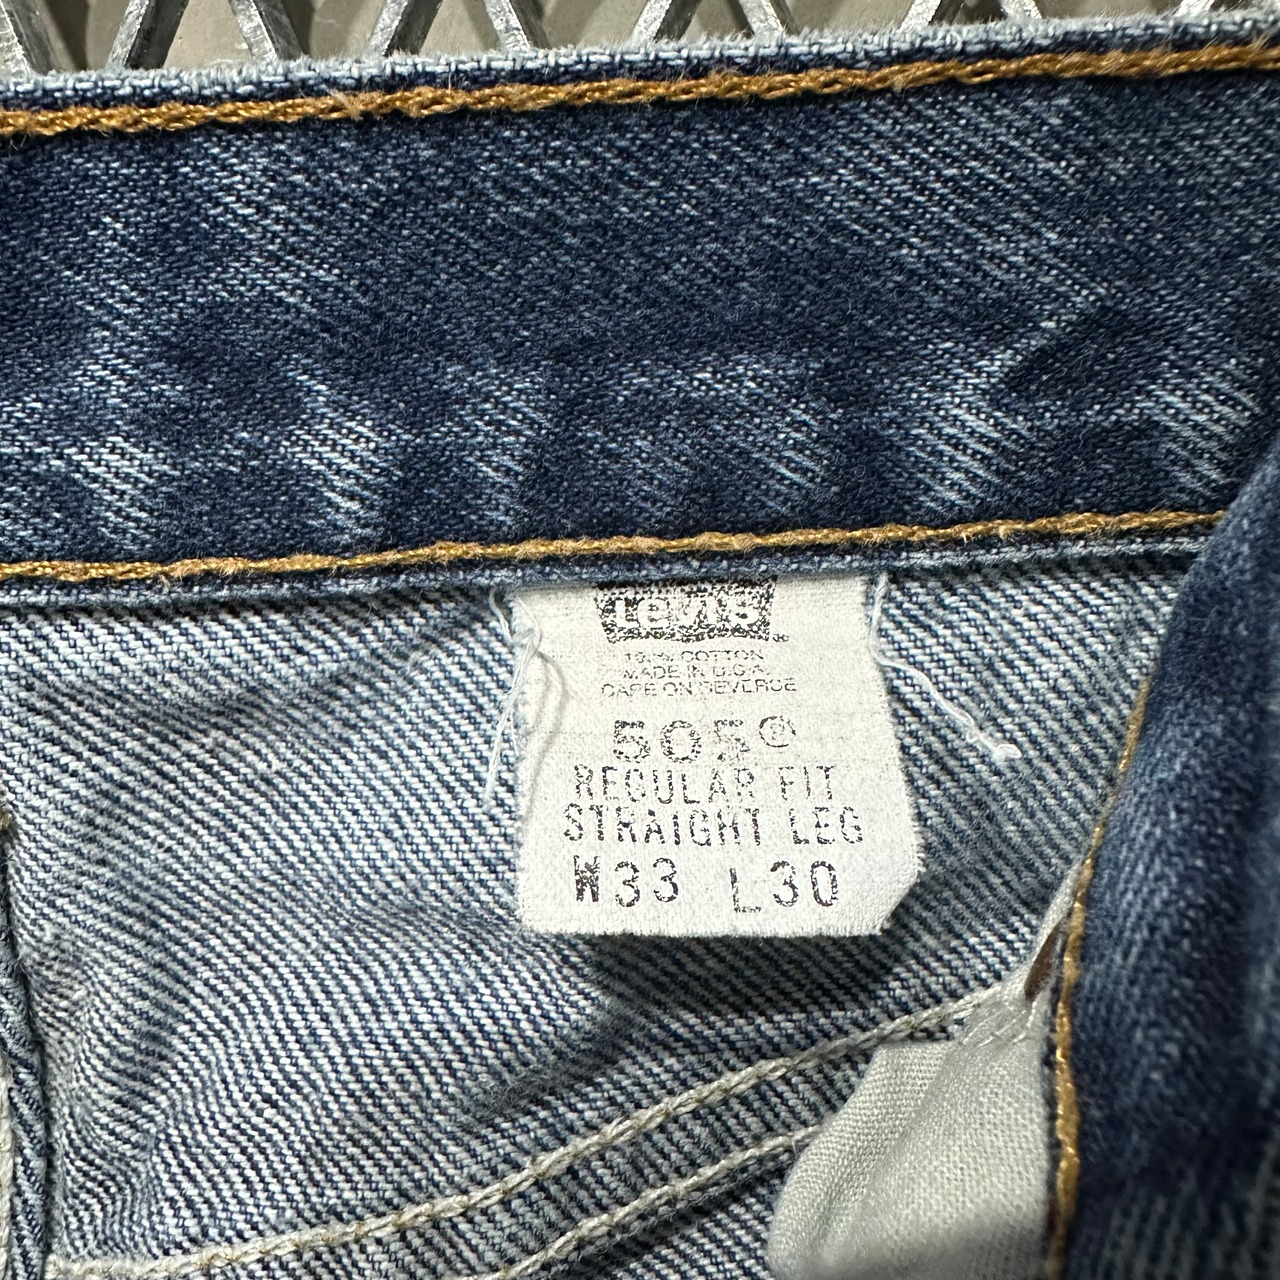 Levi's
100% COTTON
MADE IN U.S.A.
CARE ON REVERSE
505®
REGULAR FIT
STRAIGHT LEG
W33 L30